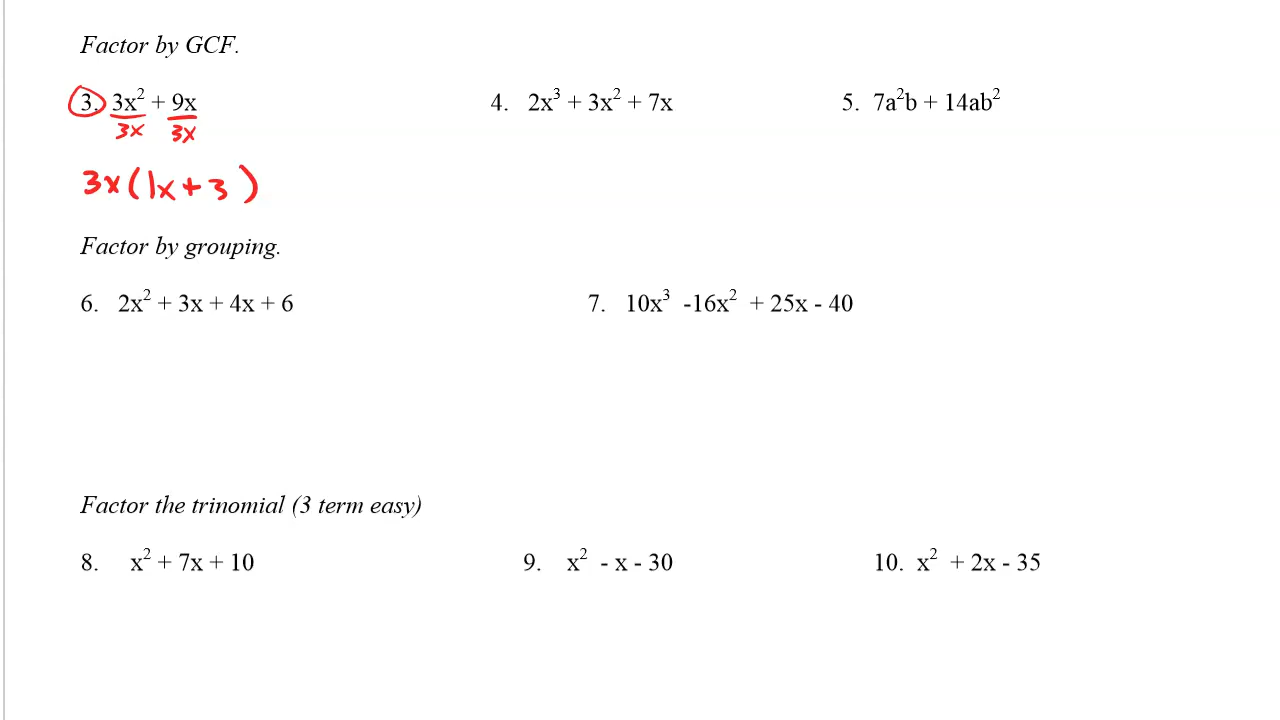 Factor by GCF.
3. 3x² + 9x 4. 2x³ + 3x² + 7x 5. 7a²b + 14ab²
3x 3x
3x(1x+3)
Factor by grouping.
6. 2x² + 3x + 4x + 6 7. 10x³ -16x² + 25x - 40
Factor the trinomial (3 term easy)
8. x² + 7x + 10 9. x² - x - 30 10. x² + 2x - 35